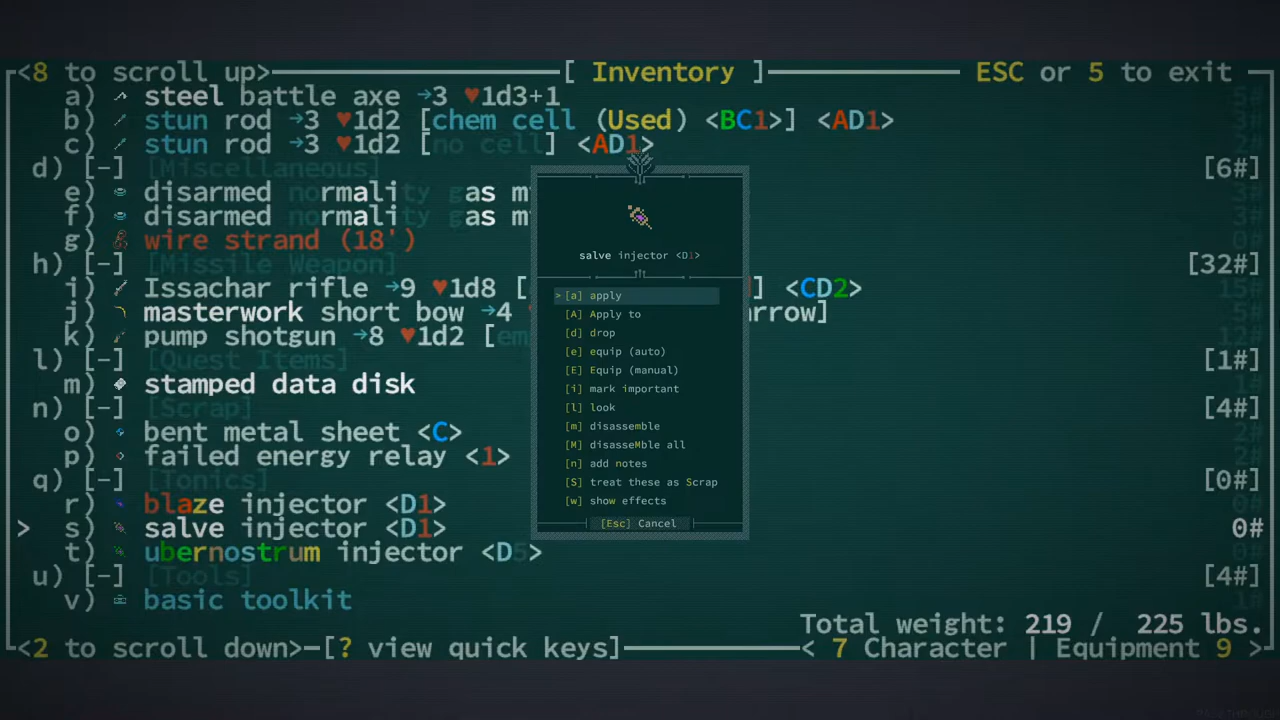 <8 to scroll up> [ Inventory ] ESC or 5 to exit
a) steel battle axe →3 ♥1d3+1
b) stun rod →3 ♥1d2 [chem cell (Used) <BC1>] <AD1>
c) stun rod →3 ♥1d2 [no cell] <AD1>
d) [-] [Miscellaneous] [6#]
e) disarmed normality gas m
f) disarmed normality gas m
g) wire strand (18')
h) [-] [Missile Weapon] [32#]
i) Issachar rifle →9 ♥1d8 [ ] <CD2>
j) masterwork short bow →4 arrow]
k) pump shotgun →8 ♥1d2 [em
l) [-] [Quest Items] [1#]
m) stamped data disk
n) [-] [Scrap] [4#]
o) bent metal sheet <C>
p) failed energy relay <1>
q) [-] [Tonics] [0#]
r) blaze injector <D1>
> s) salve injector <D1> 0#
t) ubernostrum injector <D5>
u) [-] [Tools] [4#]
v) basic toolkit
Total weight: 219 / 225 lbs.
<2 to scroll down> [? view quick keys] < 7 Character | Equipment 9 >
salve injector <D1>
> [a] apply
[A] Apply to
[d] drop
[e] equip (auto)
[E] Equip (manual)
[i] mark important
[l] look
[m] disassemble
[M] disasseMble all
[n] add notes
[S] treat these as Scrap
[w] show effects
[Esc] Cancel